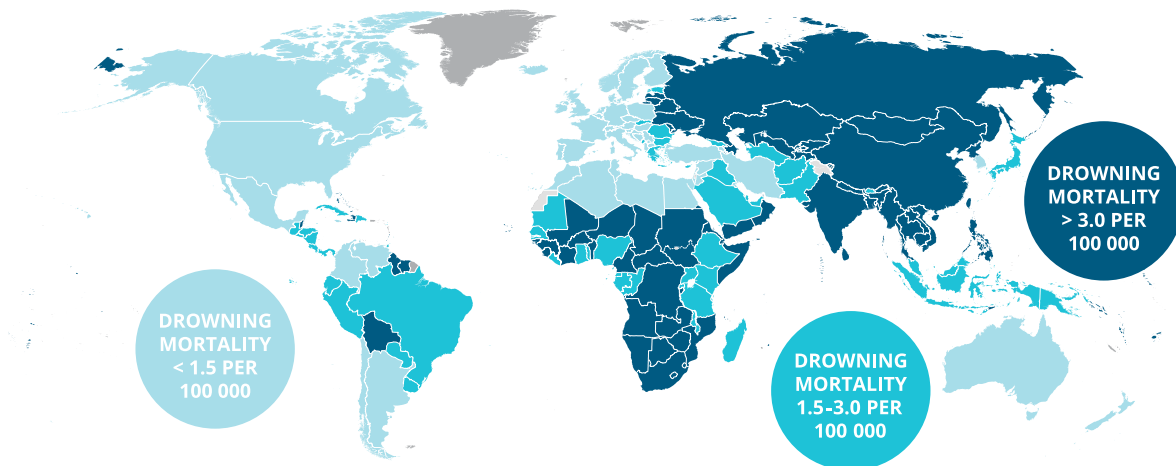 DROWNING
MORTALITY
< 1.5 PER
100 000
DROWNING
MORTALITY
1.5-3.0 PER
100 000
DROWNING
MORTALITY
> 3.0 PER
100 000